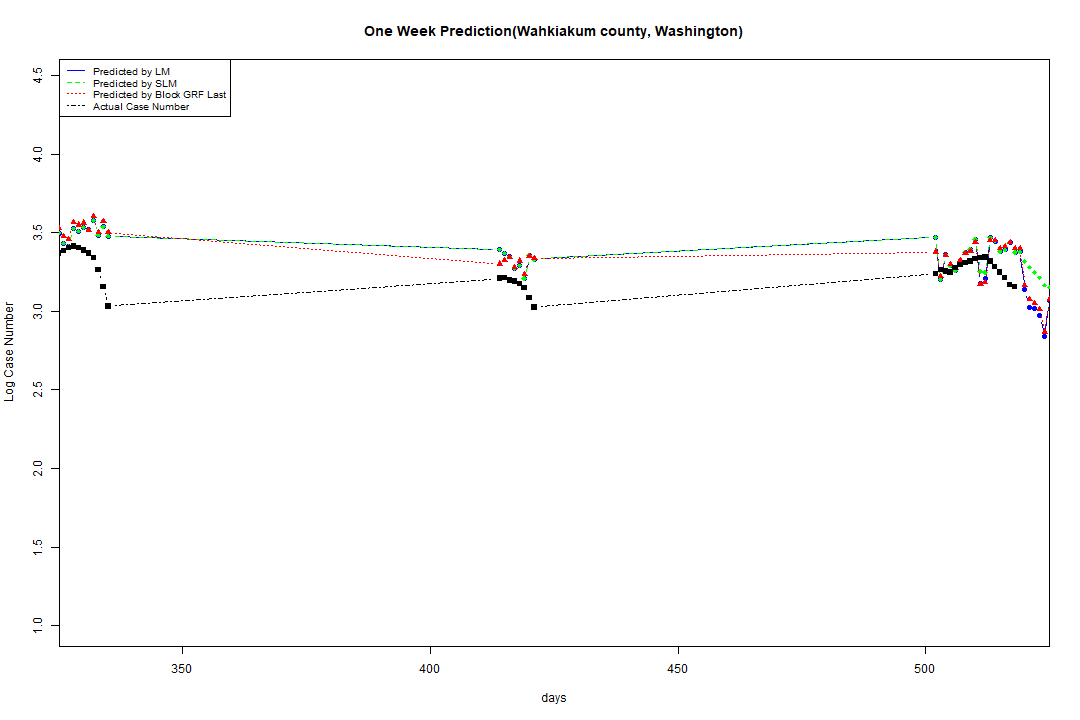 One Week Prediction(Wahkiakum county, Washington)
Predicted by LM
Predicted by SLM
Predicted by Block GRF Last
Actual Case Number
4.5
4.0
3.5
3.0
2.5
2.0
1.5
1.0
Log Case Number
350
400
450
500
days